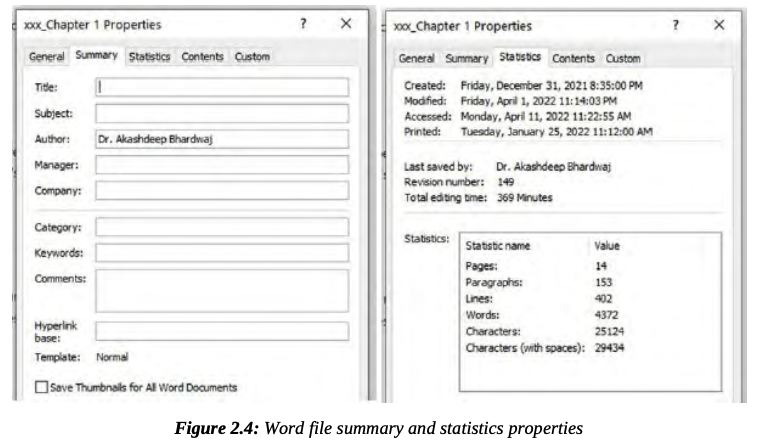 xxx_Chapter 1 Properties ? ×
General Summary Statistics Contents Custom
Title:
Subject:
Author: Dr. Akashdeep Bhardwaj
Manager:
Company:
Category:
Keywords:
Comments:
Hyperlink
base:
Template: Normal
Save Thumbnails for All Word Documents
xxx_Chapter 1 Properties ? ×
General Summary Statistics Contents Custom
Created: Friday, December 31, 2021 8:35:00 PM
Modified: Friday, April 1, 2022 11:14:03 PM
Accessed: Monday, April 11, 2022 11:22:55 AM
Printed: Tuesday, January 25, 2022 11:12:00 AM
Last saved by: Dr. Akashdeep Bhardwaj
Revision number: 149
Total editing time: 369 Minutes
Statistics:
Statistic name Value
Pages: 14
Paragraphs: 153
Lines: 402
Words: 4372
Characters: 25124
Characters (with spaces): 29434
Figure 2.4: Word file summary and statistics properties